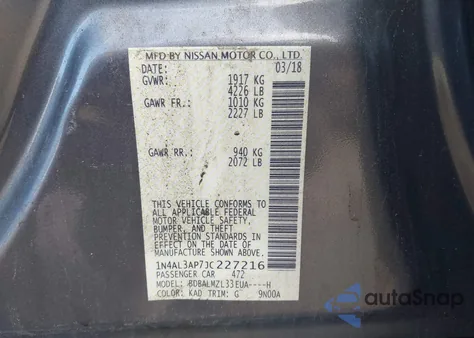 MFD BY NISSAN MOTOR CO., LTD.
DATE: 03/18
GVWR: 1917 KG
4226 LB
GAWR FR.: 1010 KG
2227 LB
GAWR RR.: 940 KG
2072 LB
THIS VEHICLE CONFORMS TO
ALL APPLICABLE FEDERAL
MOTOR VEHICLE SAFETY,
BUMPER, AND THEFT
PREVENTION STANDARDS IN
EFFECT ON THE DATE OF
MANUFACTURE SHOWN ABOVE.
1N4AL3AP7JC227216
PASSENGER CAR 472
MODEL: BDBALMZL33EUA----H
COLOR: KAD TRIM: G 9N00A
autaSnap